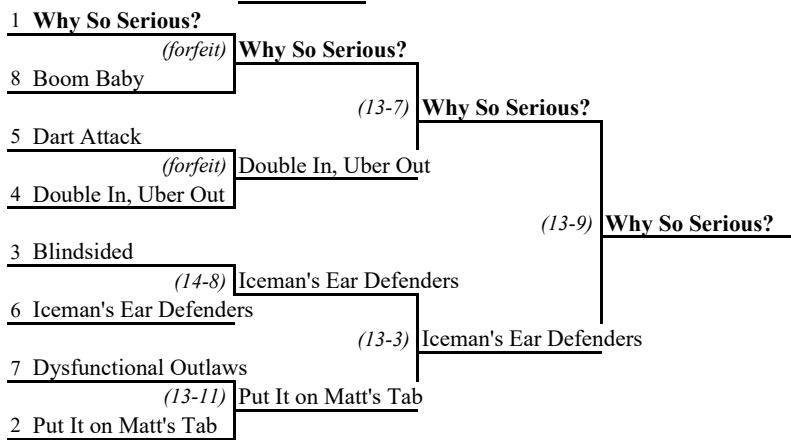 1 Why So Serious?
(forfeit) Why So Serious?
8 Boom Baby
(13-7) Why So Serious?
5 Dart Attack
(forfeit) Double In, Uber Out
4 Double In, Uber Out
(13-9) Why So Serious?
3 Blindsided
(14-8) Iceman's Ear Defenders
6 Iceman's Ear Defenders
(13-3) Iceman's Ear Defenders
7 Dysfunctional Outlaws
(13-11) Put It on Matt's Tab
2 Put It on Matt's Tab